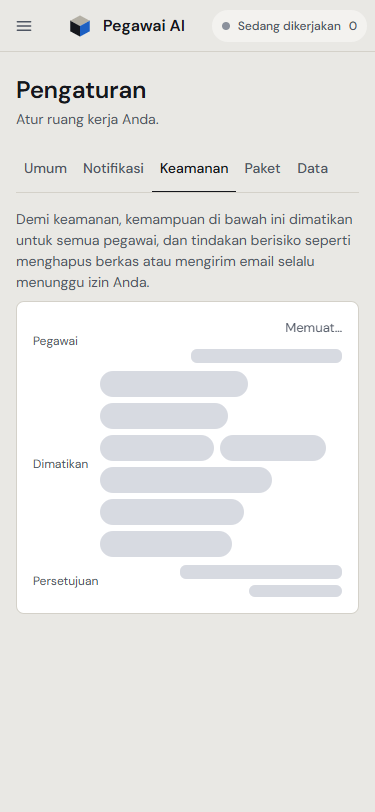 Pegawai AI
Sedang dikerjakan 0
Pengaturan
Atur ruang kerja Anda.
Umum Notifikasi Keamanan Paket Data
Demi keamanan, kemampuan di bawah ini dimatikan
untuk semua pegawai, dan tindakan berisiko seperti
menghapus berkas atau mengirim email selalu
menunggu izin Anda.
Memuat...
Pegawai
Dimatikan
Persetujuan